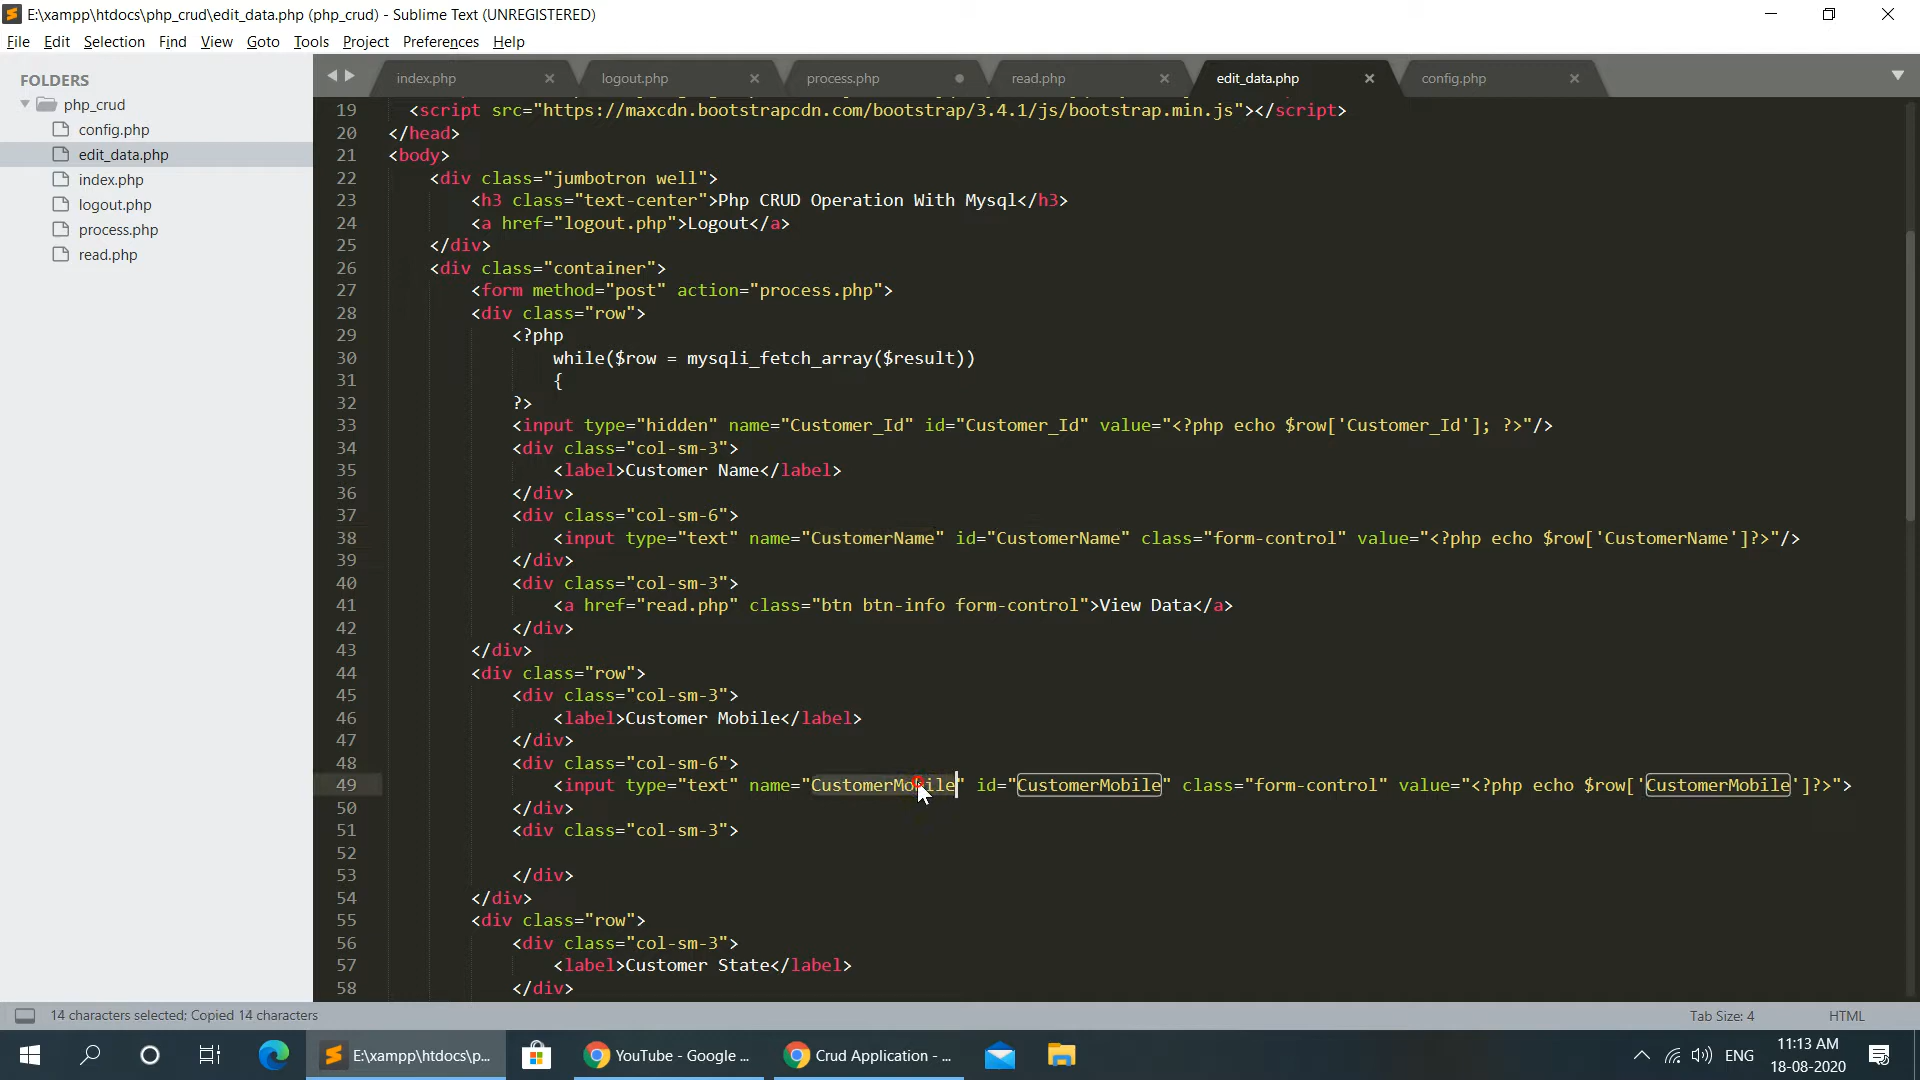 E:\xampp\htdocs\php_crud\edit_data.php (php_crud) - Sublime Text (UNREGISTERED)
File Edit Selection Find View Goto Tools Project Preferences Help
FOLDERS
php_crud
config.php
edit_data.php
index.php
logout.php
process.php
read.php
index.php logout.php process.php read.php edit_data.php config.php
19 <script src="https://maxcdn.bootstrapcdn.com/bootstrap/3.4.1/js/bootstrap.min.js"></script>
20 </head>
21 <body>
22 <div class="jumbotron well">
23 <h3 class="text-center">Php CRUD Operation With Mysql</h3>
24 <a href="logout.php">Logout</a>
25 </div>
26 <div class="container">
27 <form method="post" action="process.php">
28 <div class="row">
29 <?php
30 while($row = mysqli_fetch_array($result))
31 {
32 ?>
33 <input type="hidden" name="Customer_Id" id="Customer_Id" value="<?php echo $row['Customer_Id']; ?>"/>
34 <div class="col-sm-3">
35 <label>Customer Name</label>
36 </div>
37 <div class="col-sm-6">
38 <input type="text" name="CustomerName" id="CustomerName" class="form-control" value="<?php echo $row['CustomerName']?>"/>
39 </div>
40 <div class="col-sm-3">
41 <a href="read.php" class="btn btn-info form-control">View Data</a>
42 </div>
43 </div>
44 <div class="row">
45 <div class="col-sm-3">
46 <label>Customer Mobile</label>
47 </div>
48 <div class="col-sm-6">
49 <input type="text" name="CustomerMobile" id="CustomerMobile" class="form-control" value="<?php echo $row['CustomerMobile']?>">
50 </div>
51 <div class="col-sm-3">
52
53 </div>
54 </div>
55 <div class="row">
56 <div class="col-sm-3">
57 <label>Customer State</label>
58 </div>
14 characters selected; Copied 14 characters Tab Size: 4 HTML
E:\xampp\htdocs\p... YouTube - Google ... Crud Application - ... ENG 11:13 AM
18-08-2020